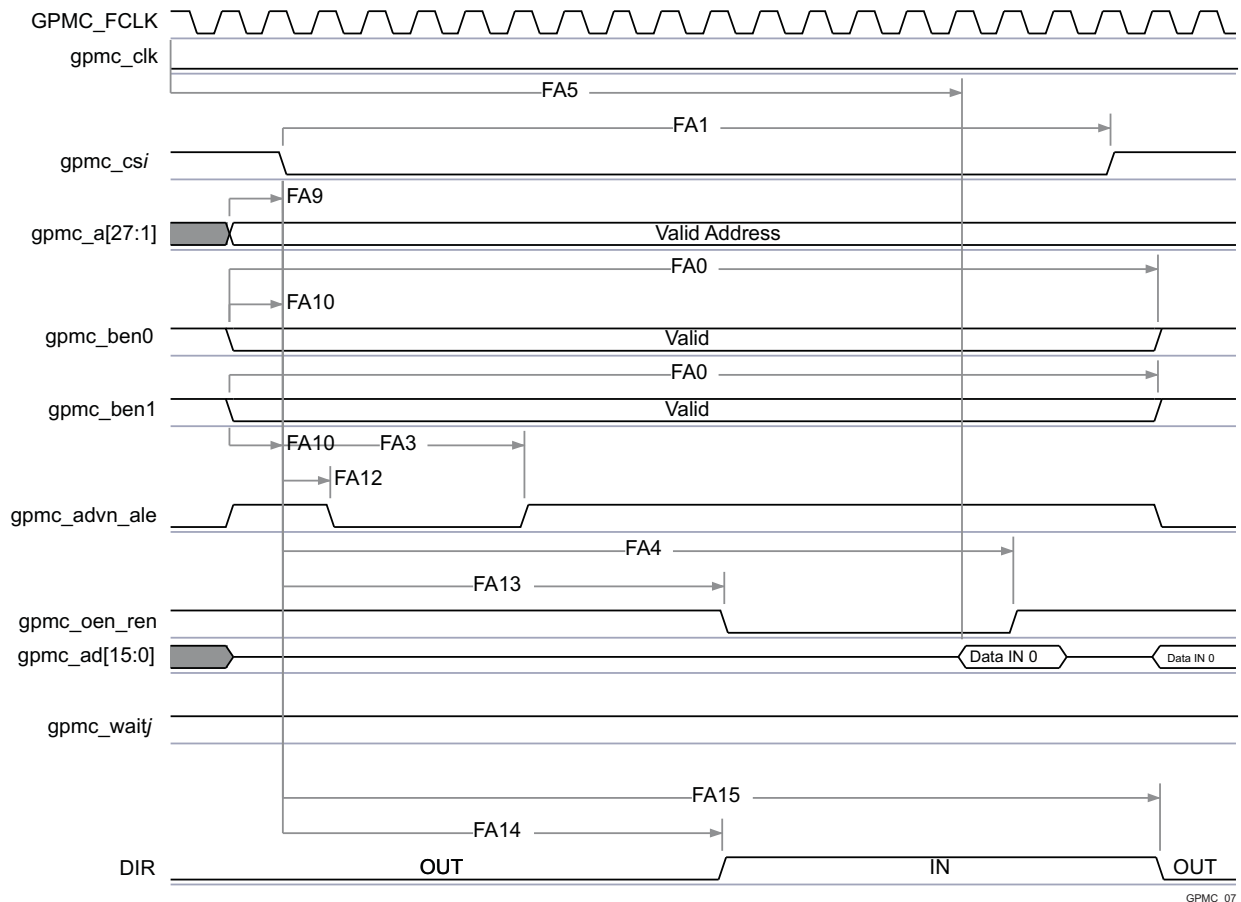 GPMC_FCLK
gpmc_clk
FA5
FA1
gpmc_csi
FA9
gpmc_a[27:1] Valid Address
FA0
FA10
gpmc_ben0 Valid
FA0
gpmc_ben1 Valid
FA10 FA3
FA12
gpmc_advn_ale
FA4
FA13
gpmc_oen_ren
gpmc_ad[15:0] Data IN 0 Data IN 0
gpmc_waitj
FA15
FA14
DIR OUT IN OUT
GPMC_07